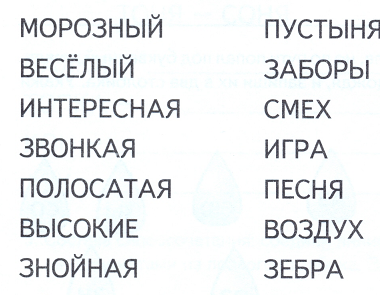 МОРОЗНЫЙ ПУСТЫНЯ
ВЕСЁЛЫЙ ЗАБОРЫ
ИНТЕРЕСНАЯ СМЕХ
ЗВОНКАЯ ИГРА
ПОЛОСАТАЯ ПЕСНЯ
ВЫСОКИЕ ВОЗДУХ
ЗНОЙНАЯ ЗЕБРА